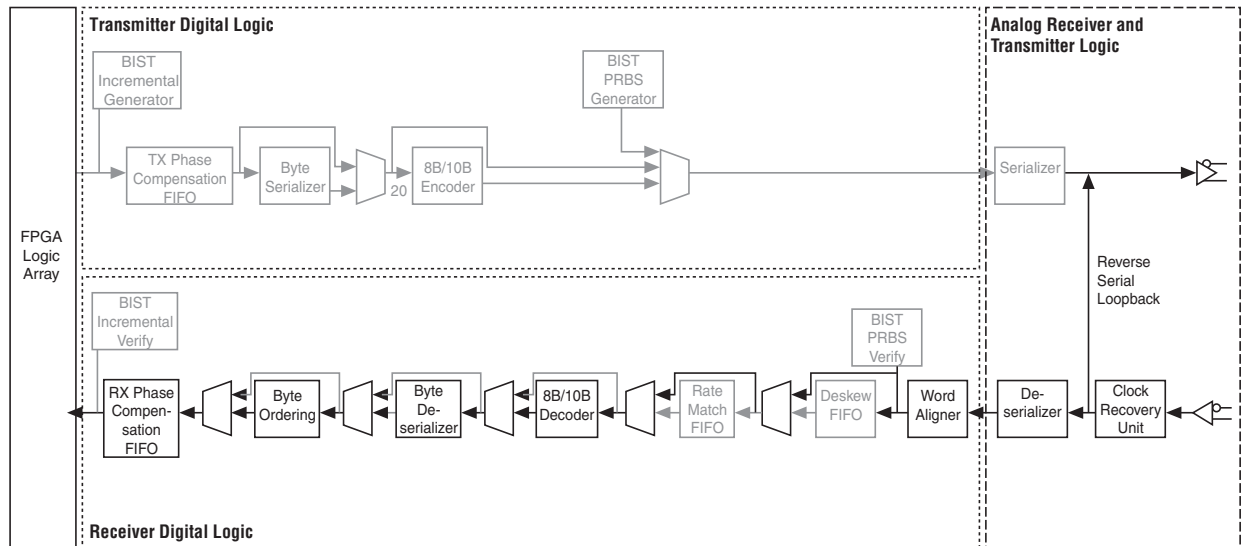 Transmitter Digital Logic
Analog Receiver and
Transmitter Logic
BIST
Incremental
Generator
BIST
PRBS
Generator
TX Phase
Compensation
FIFO
Byte
Serializer
20
8B/10B
Encoder
Serializer
FPGA
Logic
Array
Reverse
Serial
Loopback
BIST
Incremental
Verify
BIST
PRBS
Verify
RX Phase
Compen-
sation
FIFO
Byte
Ordering
Byte
De-
serializer
8B/10B
Decoder
Rate
Match
FIFO
Deskew
FIFO
Word
Aligner
De-
serializer
Clock
Recovery
Unit
Receiver Digital Logic